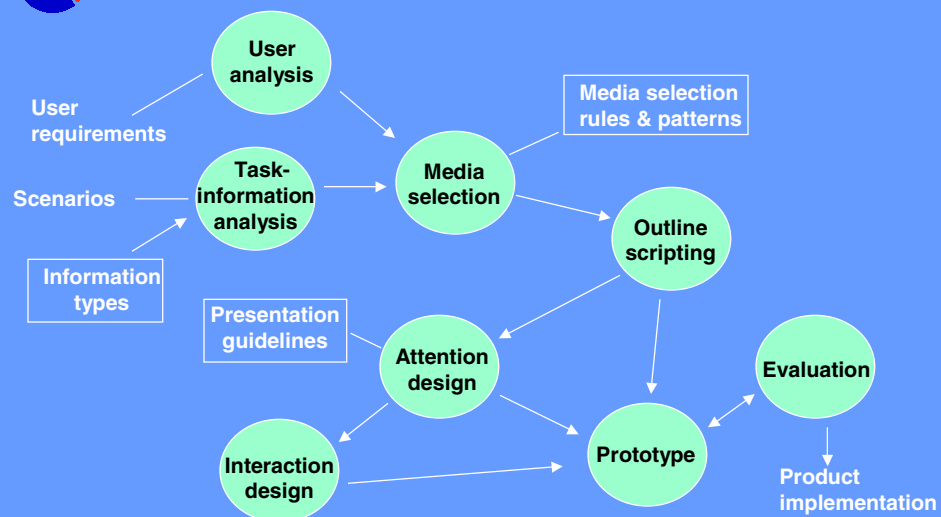 User
analysis
User
requirements
Media selection
rules & patterns
Task-
information
analysis
Media
selection
Scenarios
Outline
scripting
Information
types
Presentation
guidelines
Attention
design
Evaluation
Interaction
design
Prototype
Product
implementation